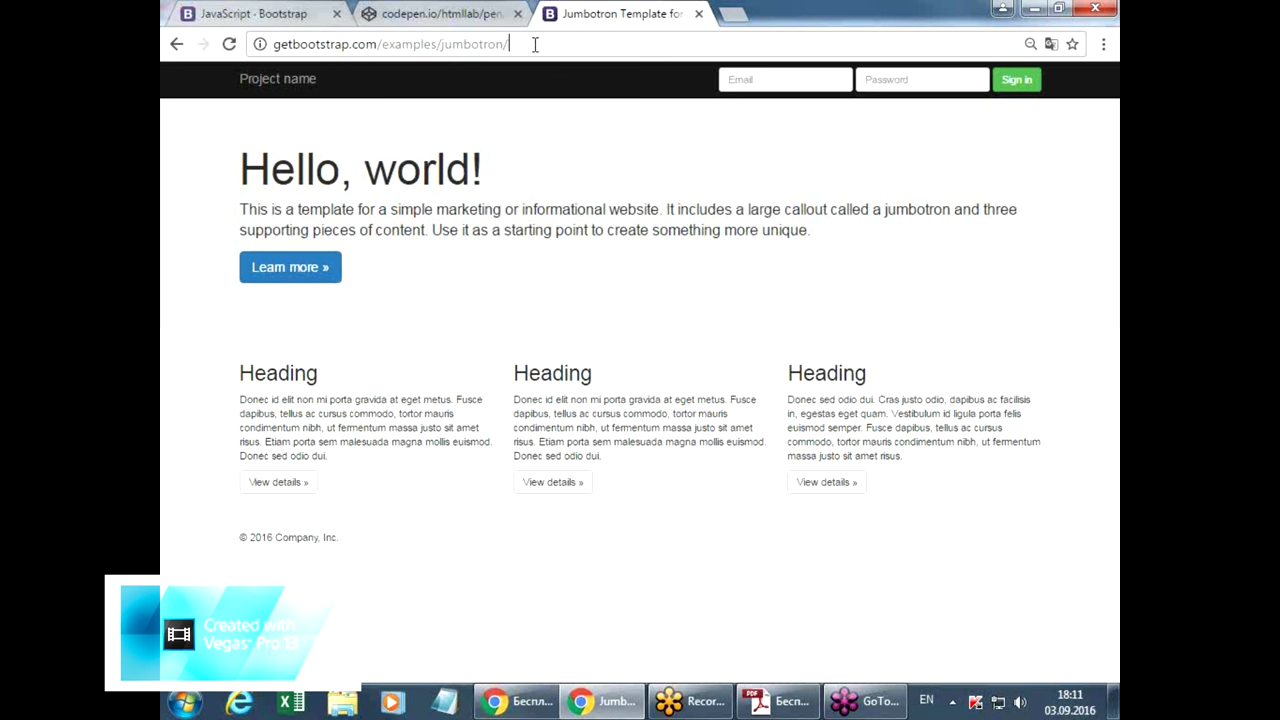 JavaScript · Bootstrap
codepen.io/htmllab/pen
Jumbotron Template for
getbootstrap.com/examples/jumbotron/
Project name
Email
Password
Sign in
Hello, world!
This is a template for a simple marketing or informational website. It includes a large callout called a jumbotron and three
supporting pieces of content. Use it as a starting point to create something more unique.
Learn more »
Heading
Donec id elit non mi porta gravida at eget metus. Fusce
dapibus, tellus ac cursus commodo, tortor mauris
condimentum nibh, ut fermentum massa justo sit amet
risus. Etiam porta sem malesuada magna mollis euismod.
Donec sed odio dui.
View details »
Heading
Donec id elit non mi porta gravida at eget metus. Fusce
dapibus, tellus ac cursus commodo, tortor mauris
condimentum nibh, ut fermentum massa justo sit amet
risus. Etiam porta sem malesuada magna mollis euismod.
Donec sed odio dui.
View details »
Heading
Donec sed odio dui. Cras justo odio, dapibus ac facilisis
in, egestas eget quam. Vestibulum id ligula porta felis
euismod semper. Fusce dapibus, tellus ac cursus
commodo, tortor mauris condimentum nibh, ut fermentum
massa justo sit amet risus.
View details »
© 2016 Company, Inc.
Created with
Vegas Pro 13
Беспл...
Jumb...
Recor...
PDF
Бесп...
GoTo...
EN
18:11
03.09.2016